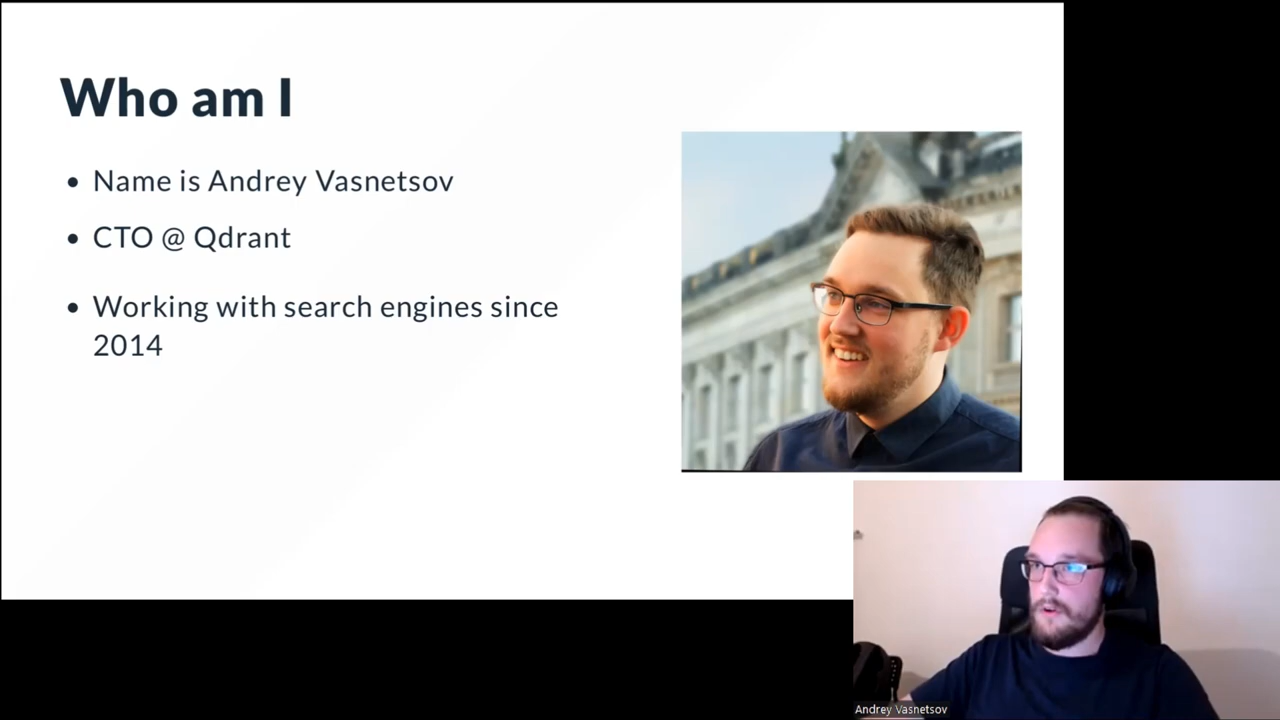 Who am I
• Name is Andrey Vasnetsov
• CTO @ Qdrant
• Working with search engines since
2014
Andrey Vasnetsov